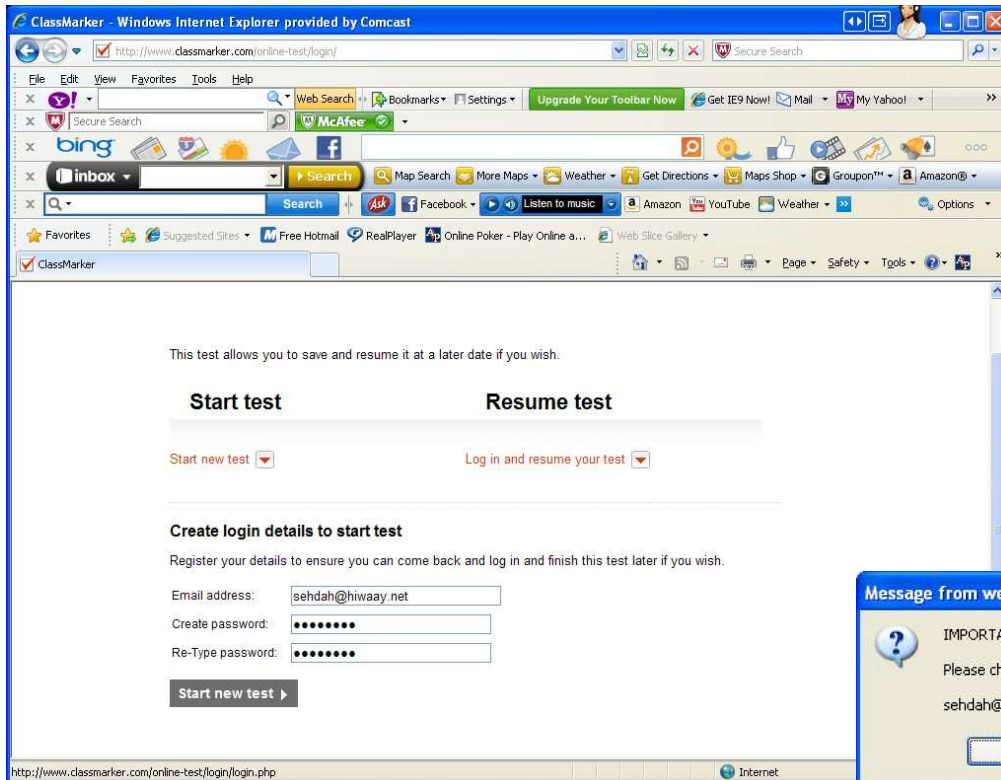 ClassMarker - Windows Internet Explorer provided by Comcast
http://www.classmarker.com/online-test/login/
Secure Search
File Edit View Favorites Tools Help
x Y! Web Search Bookmarks Settings Upgrade Your Toolbar Now Get IE9 Now! Mail My My Yahoo! »
x Secure Search McAfee
x bing f
x inbox Search Map Search More Maps Weather Get Directions Maps Shop G Groupon™ a Amazon®
x Q Search Ask f Facebook Listen to music a Amazon YouTube Weather » Options
Favorites Suggested Sites Free Hotmail RealPlayer Ap Online Poker - Play Online a... Web Slice Gallery
ClassMarker Page Safety Tools Ap »
This test allows you to save and resume it at a later date if you wish.
Start test Resume test
Start new test Log in and resume your test
Create login details to start test
Register your details to ensure you can come back and log in and finish this test later if you wish.
Email address: sehdah@hiwaay.net
Create password: ••••••••
Re-Type password: ••••••••
Start new test
Message from we
IMPORTA
Please ch
sehdah@
http://www.classmarker.com/online-test/login/login.php Internet